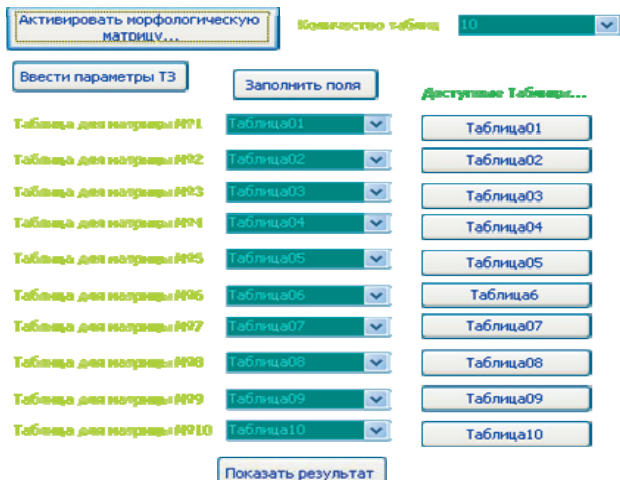 Активировать морфологическую
матрицу...
Количество таблиц 10
Ввести параметры ТЗ
Заполнить поля
Доступные Таблицы...
Таблица для матрицы №1 Таблица01 Таблица01
Таблица для матрицы №2 Таблица02 Таблица02
Таблица для матрицы №3 Таблица03 Таблица03
Таблица для матрицы №4 Таблица04 Таблица04
Таблица для матрицы №5 Таблица05 Таблица05
Таблица для матрицы №6 Таблица06 Таблица6
Таблица для матрицы №7 Таблица07 Таблица07
Таблица для матрицы №8 Таблица08 Таблица08
Таблица для матрицы №9 Таблица09 Таблица09
Таблица для матрицы №10 Таблица10 Таблица10
Показать результат